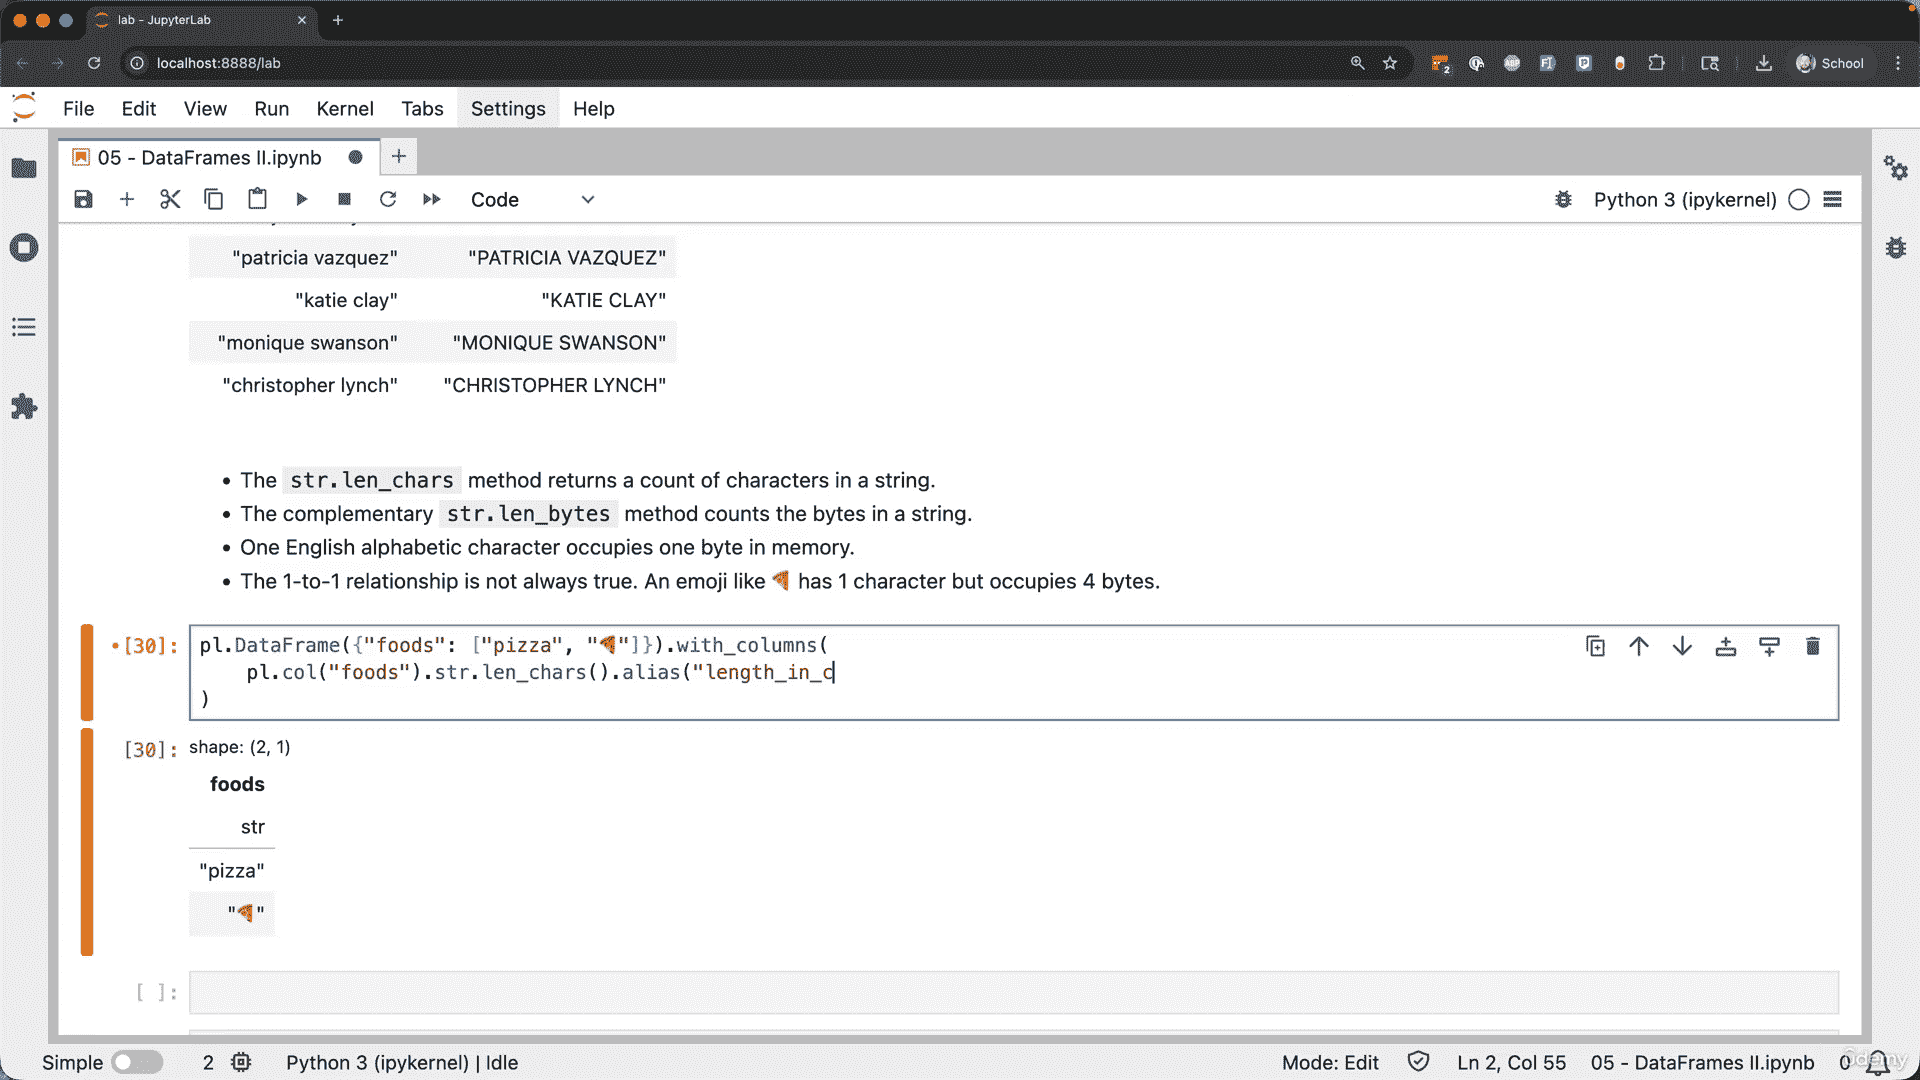 lab - JupyterLab
localhost:8888/lab
2
ABP
School
File Edit View Run Kernel Tabs Settings Help
05 - DataFrames II.ipynb
Code
Python 3 (ipykernel)
"patricia vazquez" "PATRICIA VAZQUEZ"
"katie clay" "KATIE CLAY"
"monique swanson" "MONIQUE SWANSON"
"christopher lynch" "CHRISTOPHER LYNCH"
• The str.len_chars method returns a count of characters in a string.
• The complementary str.len_bytes method counts the bytes in a string.
• One English alphabetic character occupies one byte in memory.
• The 1-to-1 relationship is not always true. An emoji like 🍕 has 1 character but occupies 4 bytes.
•[30]: pl.DataFrame({"foods": ["pizza", "🍕"]}).with_columns(
pl.col("foods").str.len_chars().alias("length_in_c
)
[30]: shape: (2, 1)
foods
str
"pizza"
"🍕"
[ ]:
Simple 2 Python 3 (ipykernel) | Idle Mode: Edit Ln 2, Col 55 05 - DataFrames II.ipynb 0
udemy